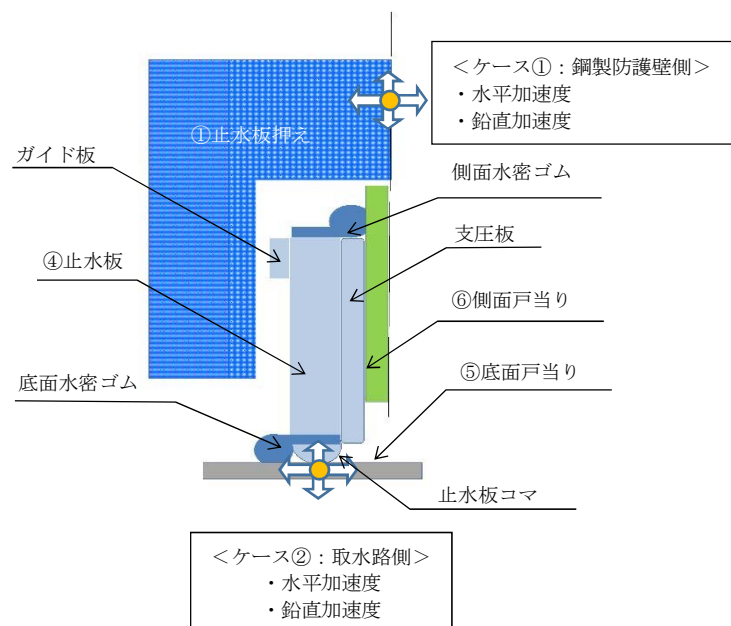 ＜ケース①：鋼製防護壁側＞
・水平加速度
・鉛直加速度
①止水板押え
ガイド板
側面水密ゴム
支圧板
④止水板
⑥側面戸当り
⑤底面戸当り
底面水密ゴム
止水板コマ
＜ケース②：取水路側＞
・水平加速度
・鉛直加速度